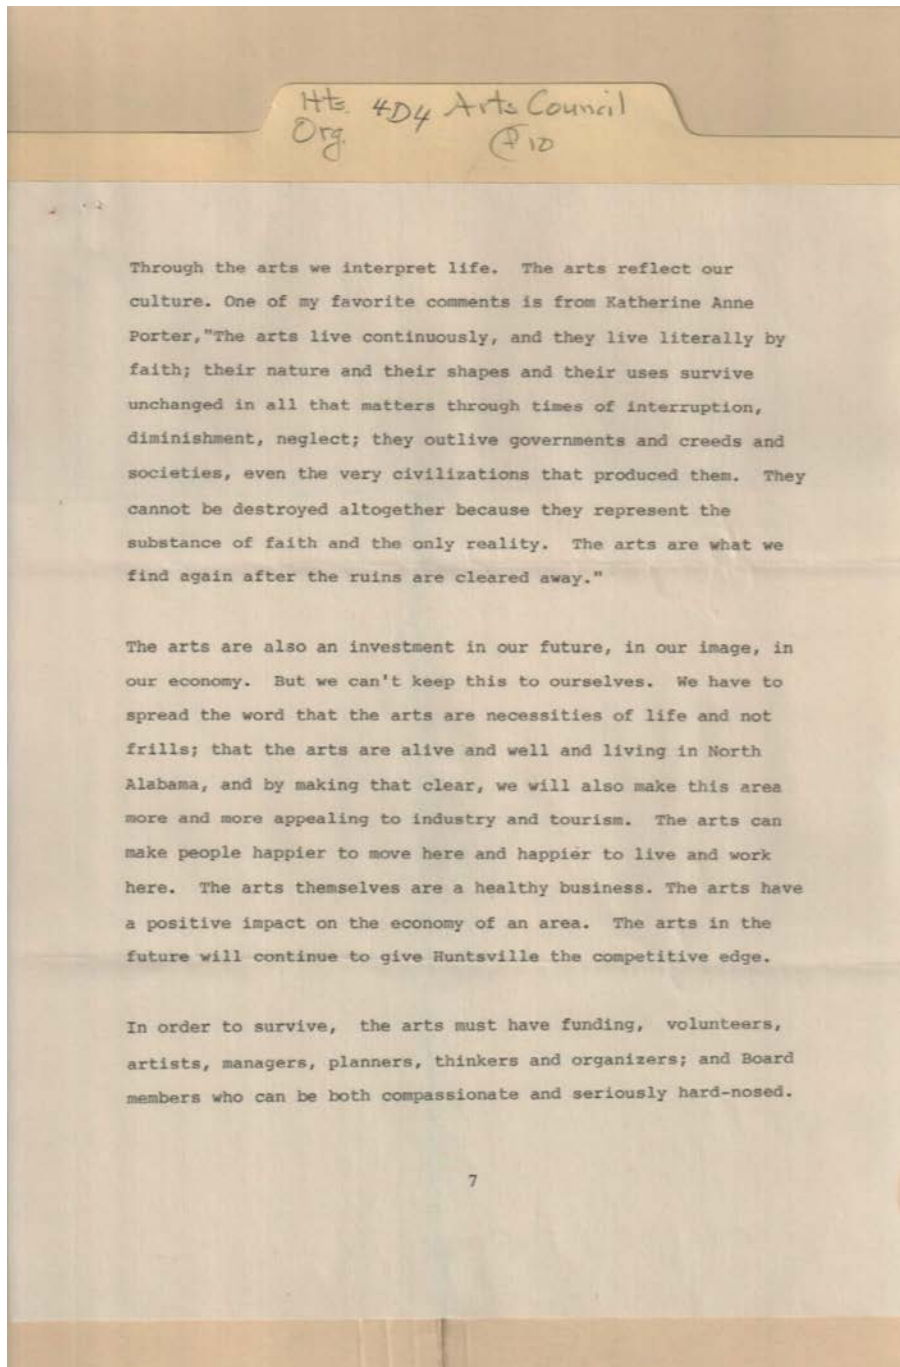 Hts. 4D4 Arts Council
Org. P10
Through the arts we interpret life.  The arts reflect our
culture. One of my favorite comments is from Katherine Anne
Porter,"The arts live continuously, and they live literally by
faith; their nature and their shapes and their uses survive
unchanged in all that matters through times of interruption,
diminishment, neglect; they outlive governments and creeds and
societies, even the very civilizations that produced them.  They
cannot be destroyed altogether because they represent the
substance of faith and the only reality.  The arts are what we
find again after the ruins are cleared away."
The arts are also an investment in our future, in our image, in
our economy.  But we can't keep this to ourselves.  We have to
spread the word that the arts are necessities of life and not
frills; that the arts are alive and well and living in North
Alabama, and by making that clear, we will also make this area
more and more appealing to industry and tourism.  The arts can
make people happier to move here and happier to live and work
here.  The arts themselves are a healthy business. The arts have
a positive impact on the economy of an area.  The arts in the
future will continue to give Huntsville the competitive edge.
In order to survive,  the arts must have funding,  volunteers,
artists, managers, planners, thinkers and organizers; and Board
members who can be both compassionate and seriously hard-nosed.
7